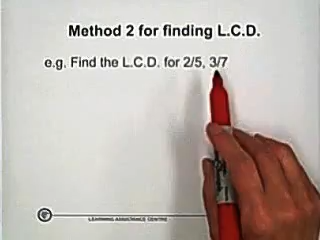 Method 2 for finding L.C.D.
e.g. Find the L.C.D. for 2/5, 3/7
LEARNING ASSISTANCE CENTRE